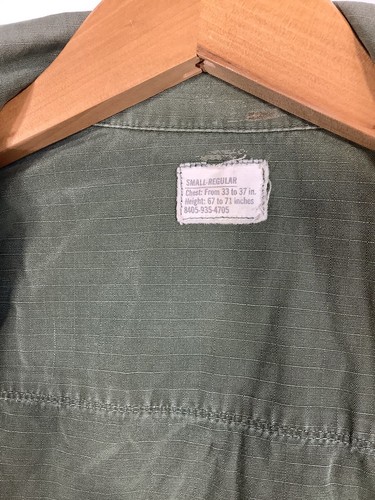 SMALL-REGULAR
Chest: From 33 to 37 in.
Height: 67 to 71 inches
8405-935-4705